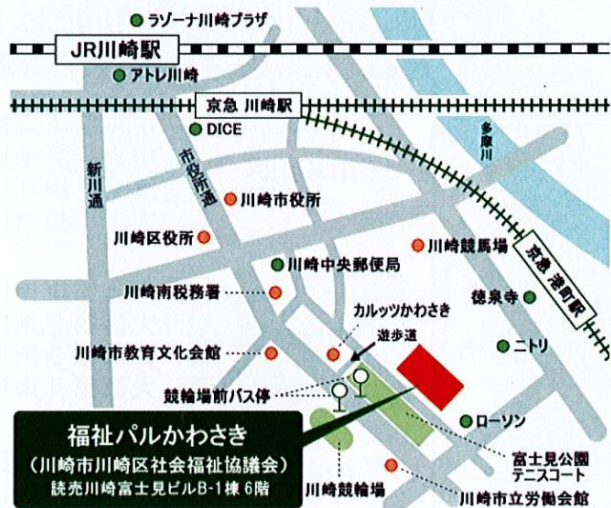 ラゾーナ川崎プラザ
JR川崎駅
アトレ川崎
京急 川崎駅
DICE
多摩川
新川通
市役所通
川崎市役所
川崎区役所
川崎競馬場
川崎中央郵便局
京急 港町駅
川崎南税務署
徳泉寺
カルッツかわさき
遊歩道
川崎市教育文化会館
ニトリ
競輪場前バス停
ローソン
福祉パルかわさき
(川崎市川崎区社会福祉協議会)
読売川崎富士見ビルB-1棟 6階
富士見公園
テニスコート
川崎競輪場
川崎市立労働会館